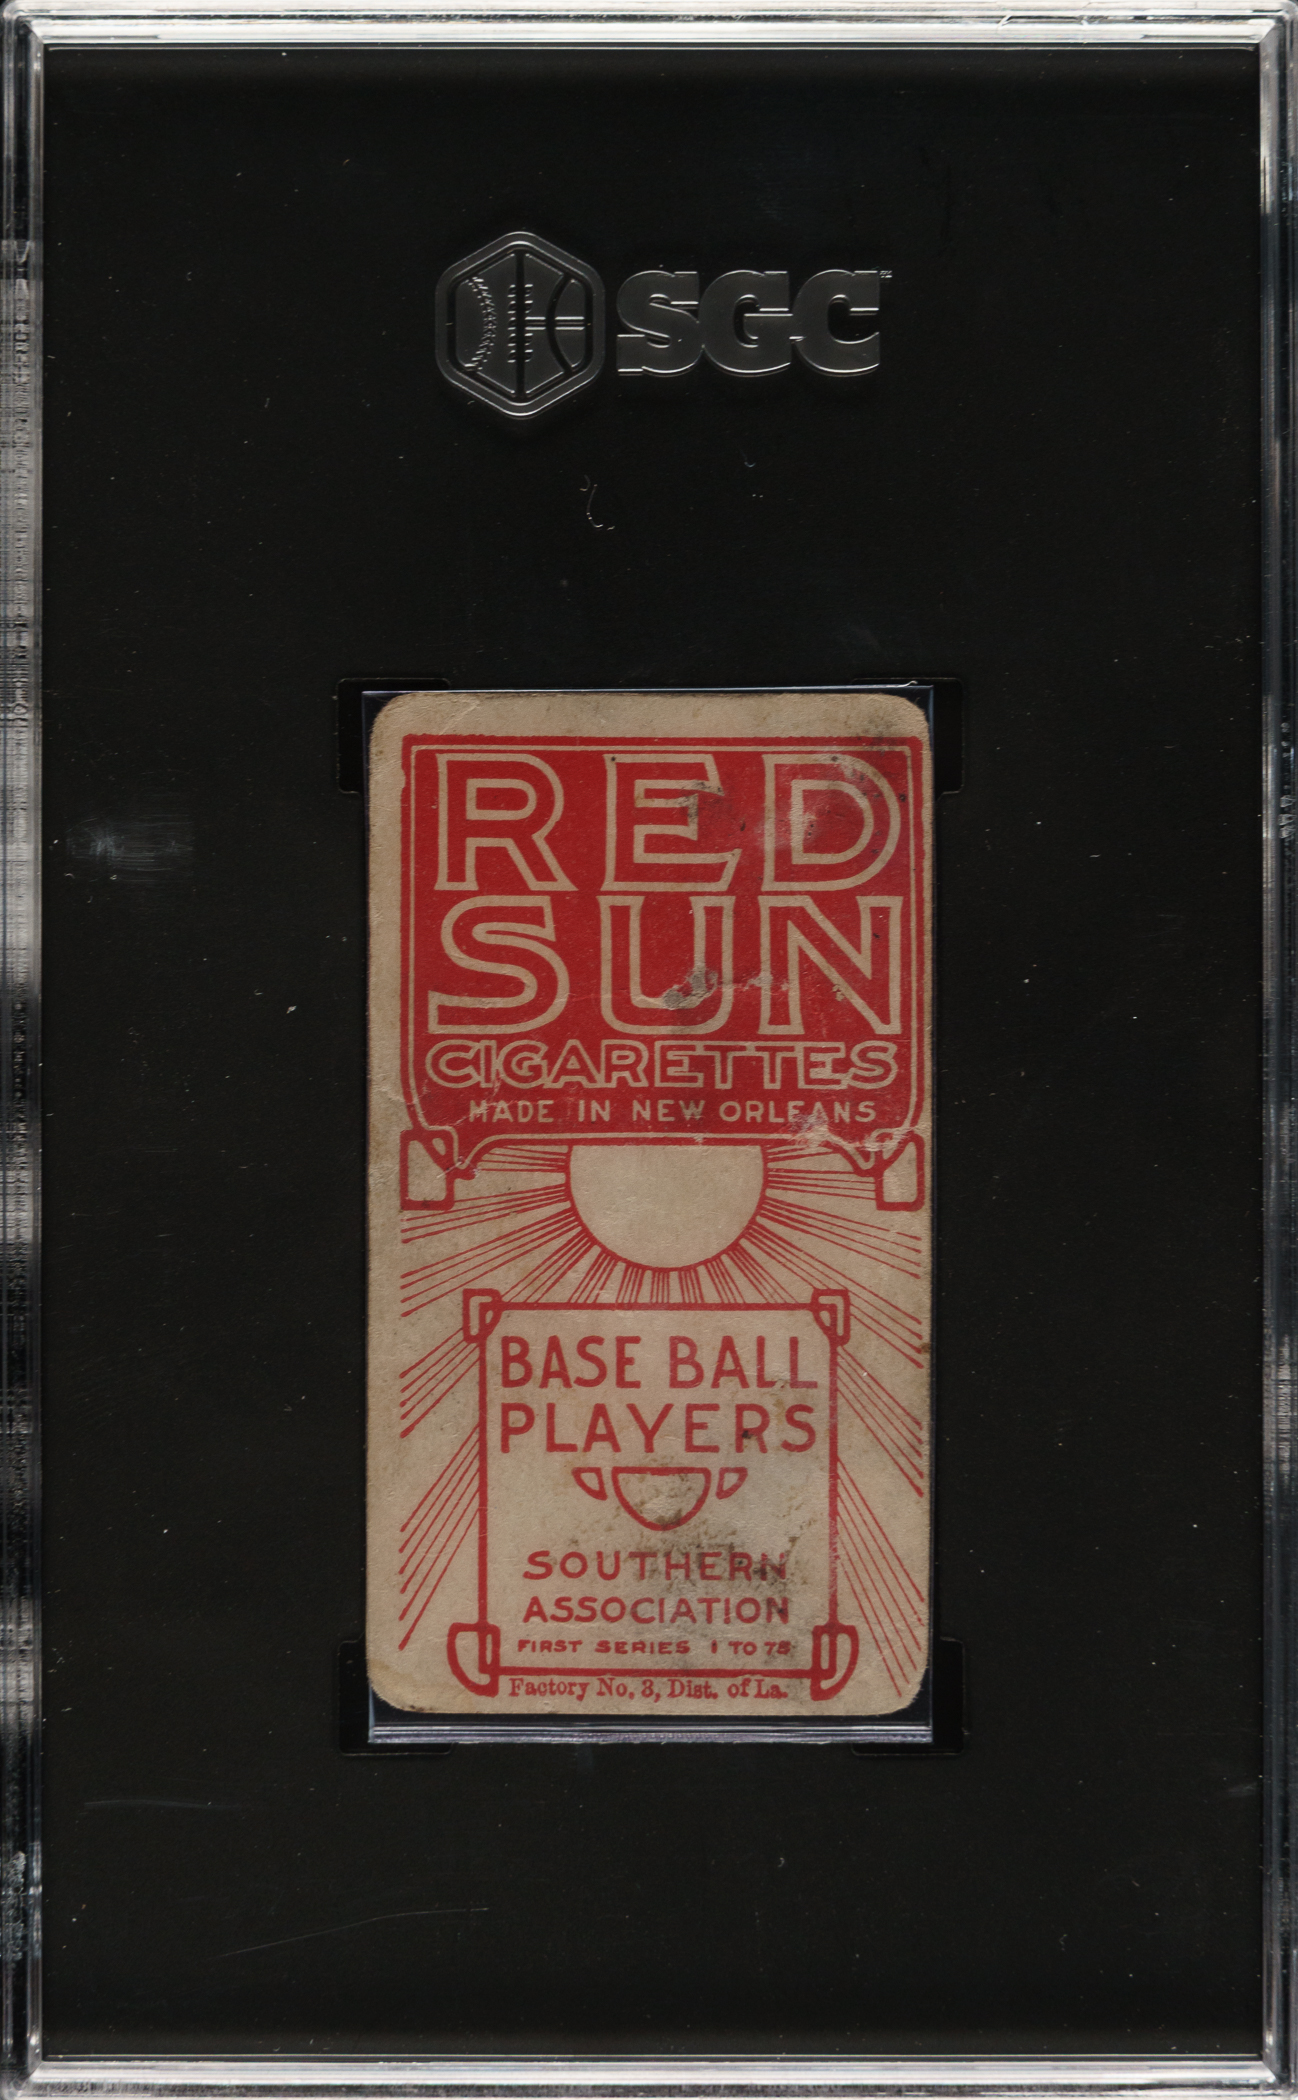 SGC
RED
SUN
CIGARETTES
MADE IN NEW ORLEANS
BASE BALL
PLAYERS
SOUTHERN
ASSOCIATION
FIRST SERIES 1 TO 75
Factory No. 3, Dist. of La.